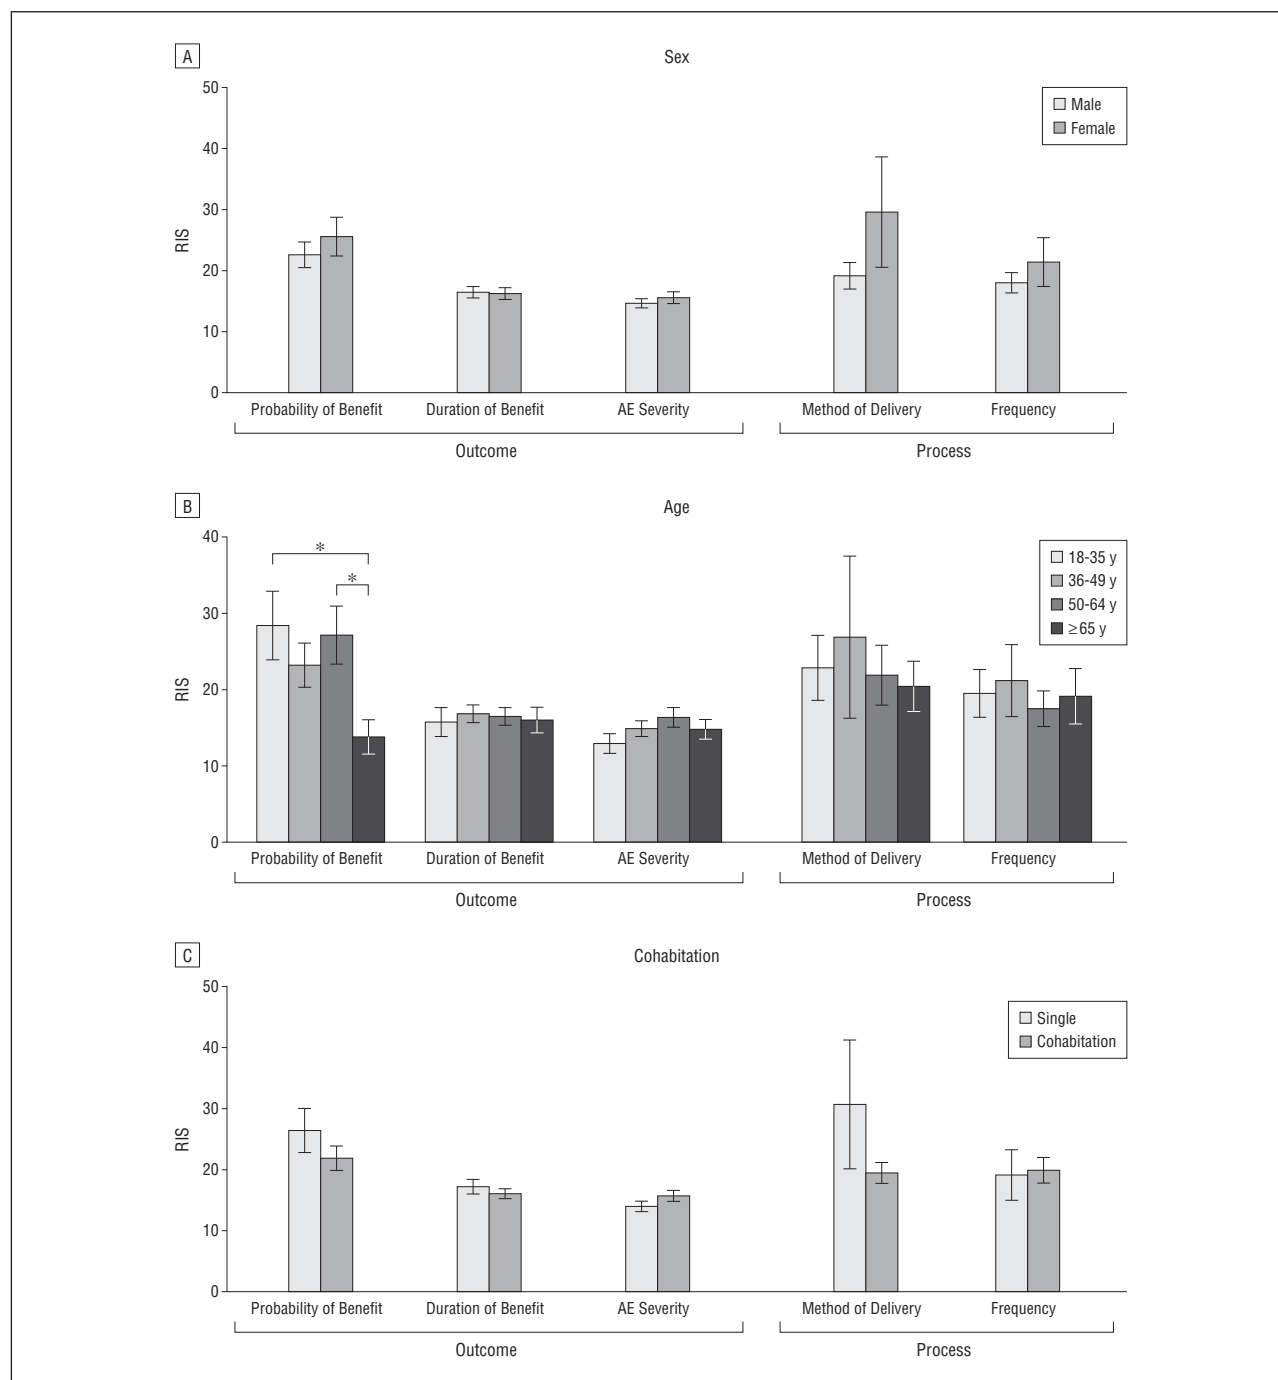 A
Sex
50
40
30
20
10
0
RIS
Male
Female
Probability of Benefit
Duration of Benefit
AE Severity
Method of Delivery
Frequency
Outcome
Process
B
Age
40
30
20
10
0
RIS
*
*
18-35 y
36-49 y
50-64 y
≥65 y
Probability of Benefit
Duration of Benefit
AE Severity
Method of Delivery
Frequency
Outcome
Process
C
Cohabitation
50
40
30
20
10
0
RIS
Single
Cohabitation
Probability of Benefit
Duration of Benefit
AE Severity
Method of Delivery
Frequency
Outcome
Process